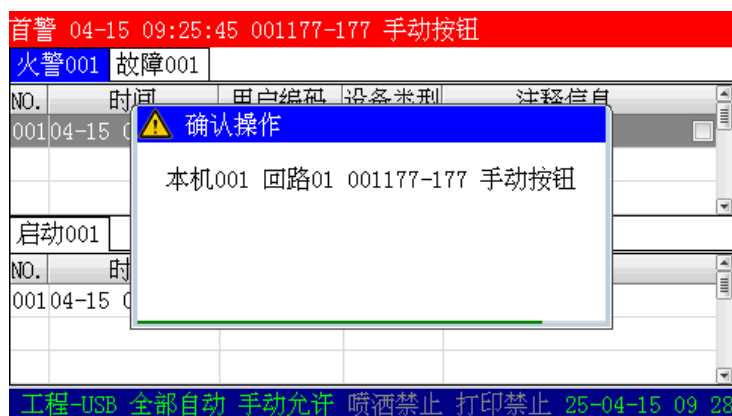 首警 04-15 09:25:45 001177-177 手动按钮
火警001 故障001
NO. 时间 用户编码 设备类型 注释信息
001 04-15 0
确认操作
本机001 回路01 001177-177 手动按钮
启动001
NO. 时
001 04-15 0
工程-USB 全部自动 手动允许 喷洒禁止 打印禁止 25-04-15 09 28